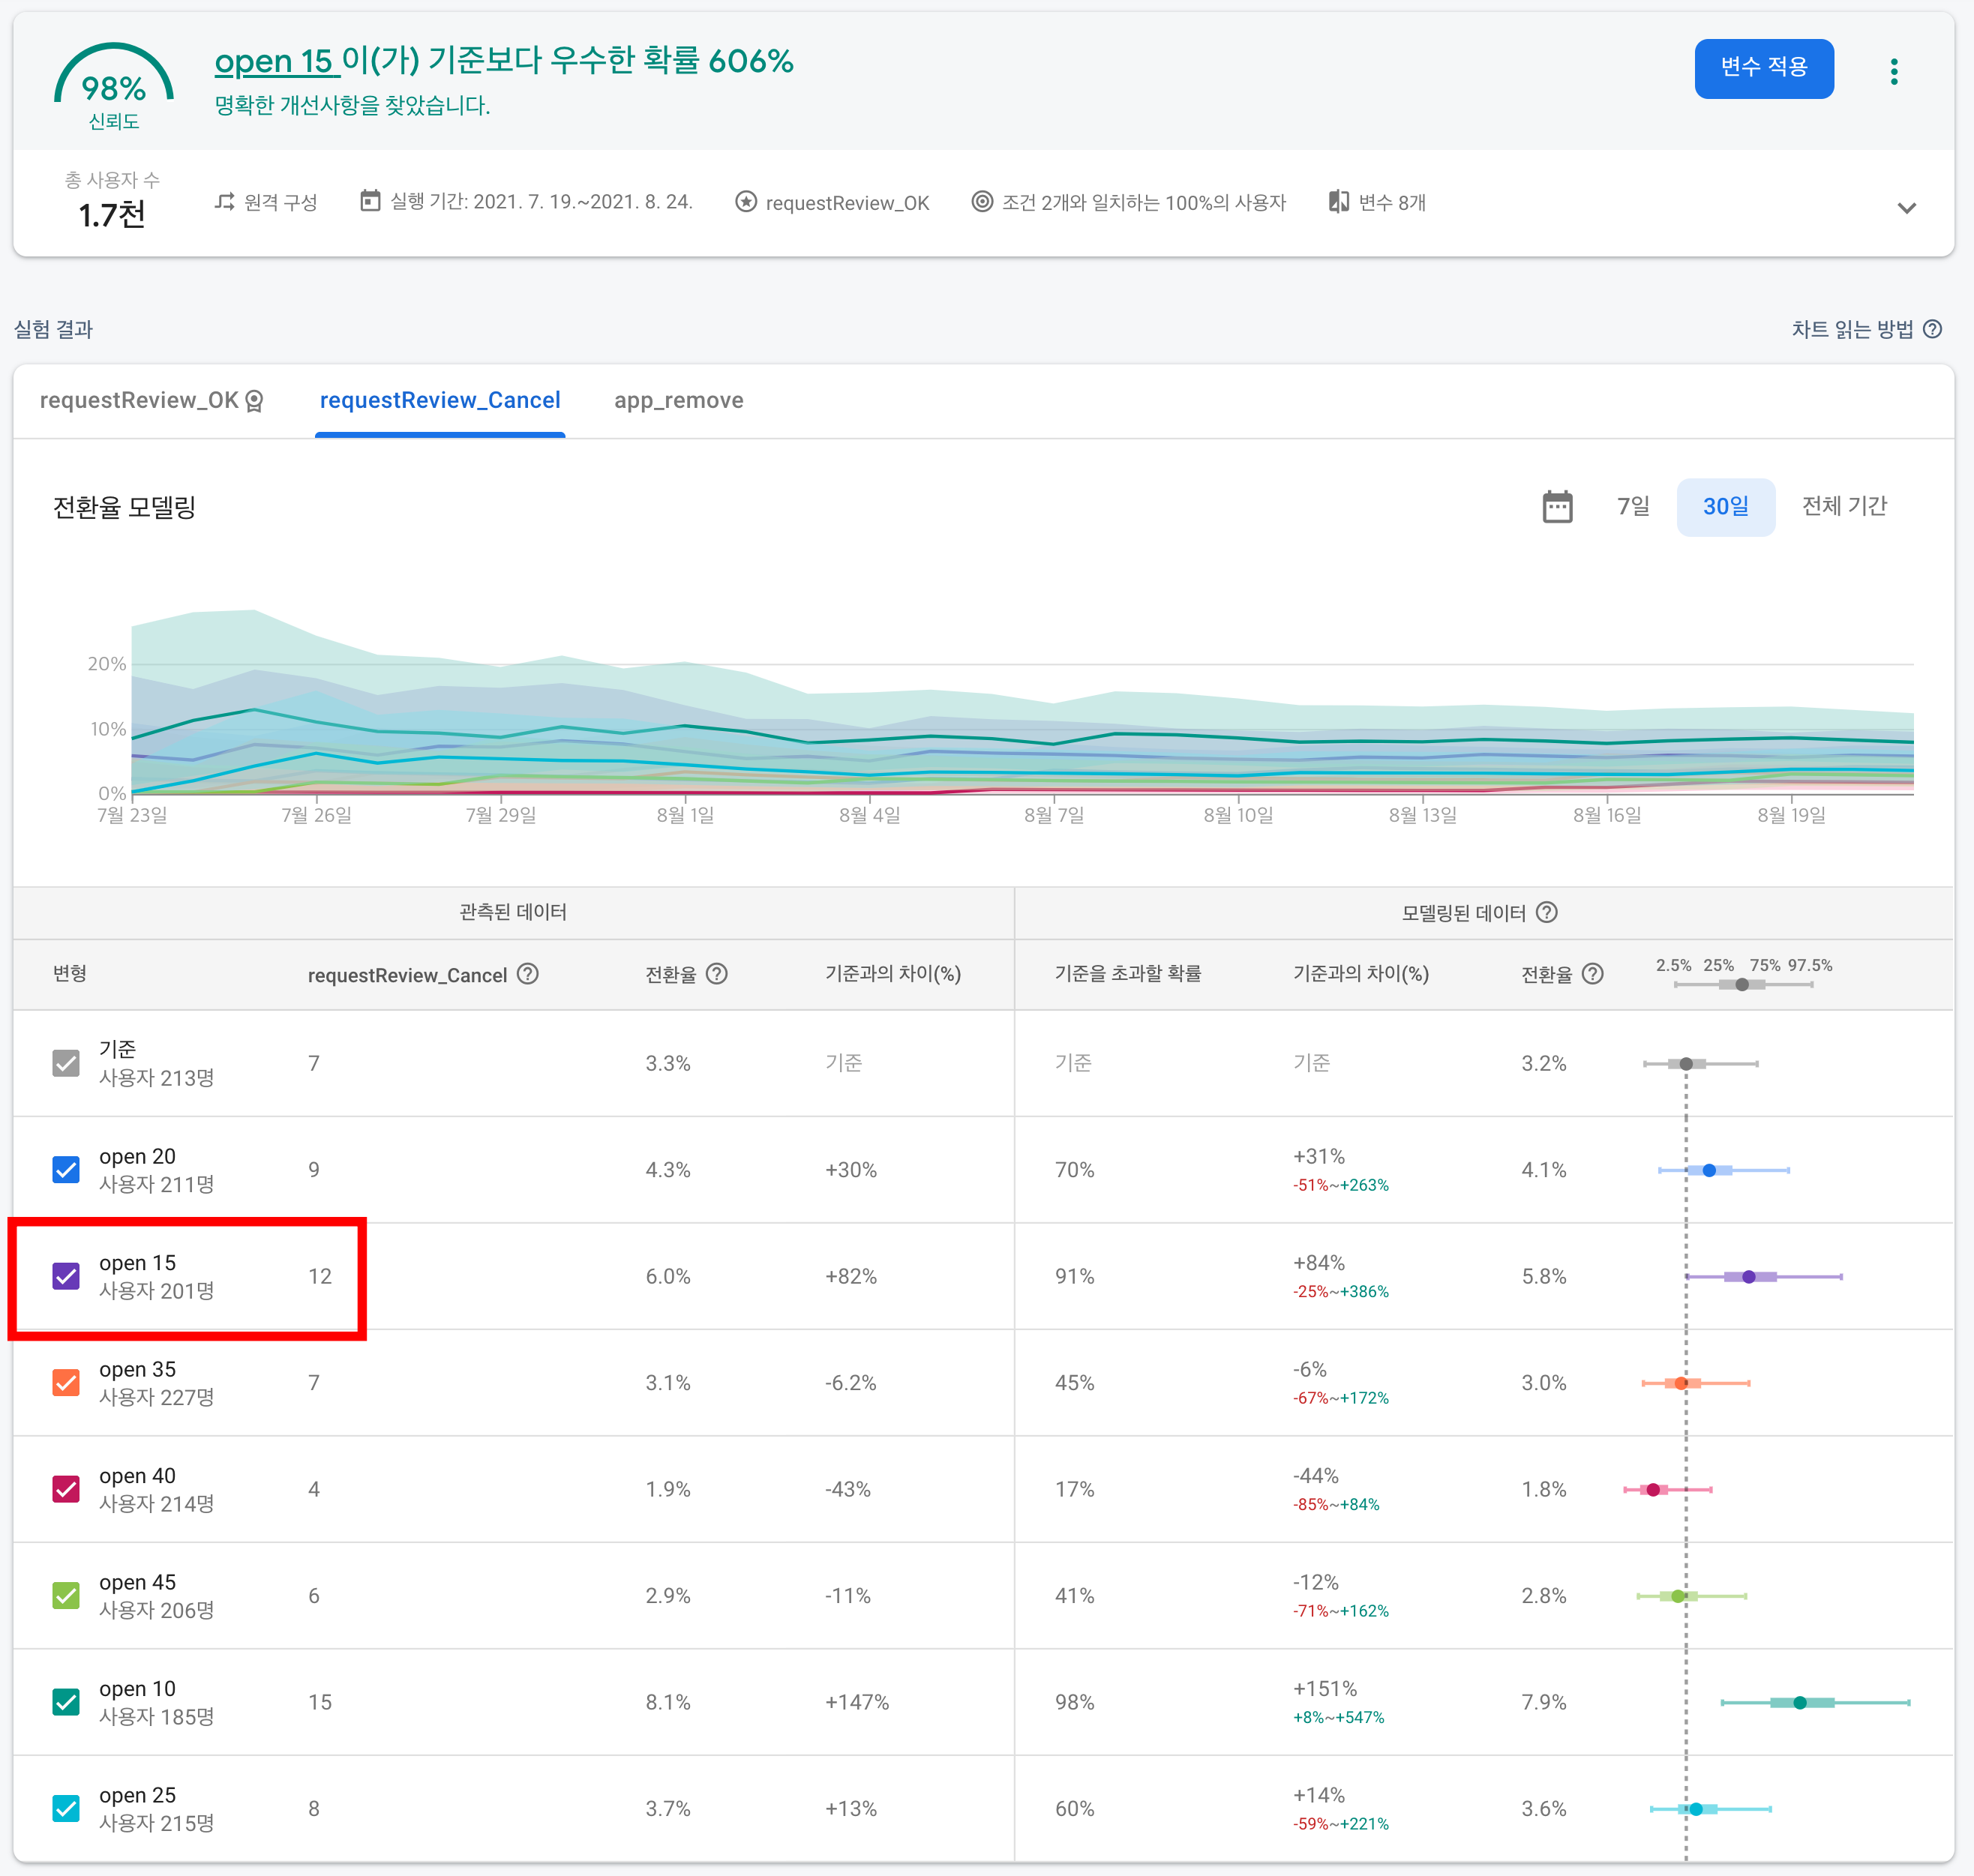 98%
신뢰도
open 15 이(가) 기준보다 우수한 확률 606%
명확한 개선사항을 찾았습니다.
변수 적용
총 사용자 수
1.7천
원격 구성
실행 기간: 2021. 7. 19.~2021. 8. 24.
requestReview_OK
조건 2개와 일치하는 100%의 사용자
변수 8개
실험 결과
차트 읽는 방법
requestReview_OK
requestReview_Cancel
app_remove
전환율 모델링
7일
30일
전체 기간
20%
10%
0%
7월 23일
7월 26일
7월 29일
8월 1일
8월 4일
8월 7일
8월 10일
8월 13일
8월 16일
8월 19일
관측된 데이터
모델링된 데이터
변형
requestReview_Cancel
전환율
기준과의 차이(%)
기준을 초과할 확률
기준과의 차이(%)
전환율
2.5% 25% 75% 97.5%
기준
사용자 213명
7
3.3%
기준
기준
기준
3.2%
open 20
사용자 211명
9
4.3%
+30%
70%
+31%
-51%~+263%
4.1%
open 15
사용자 201명
12
6.0%
+82%
91%
+84%
-25%~+386%
5.8%
open 35
사용자 227명
7
3.1%
-6.2%
45%
-6%
-67%~+172%
3.0%
open 40
사용자 214명
4
1.9%
-43%
17%
-44%
-85%~+84%
1.8%
open 45
사용자 206명
6
2.9%
-11%
41%
-12%
-71%~+162%
2.8%
open 10
사용자 185명
15
8.1%
+147%
98%
+151%
+8%~+547%
7.9%
open 25
사용자 215명
8
3.7%
+13%
60%
+14%
-59%~+221%
3.6%